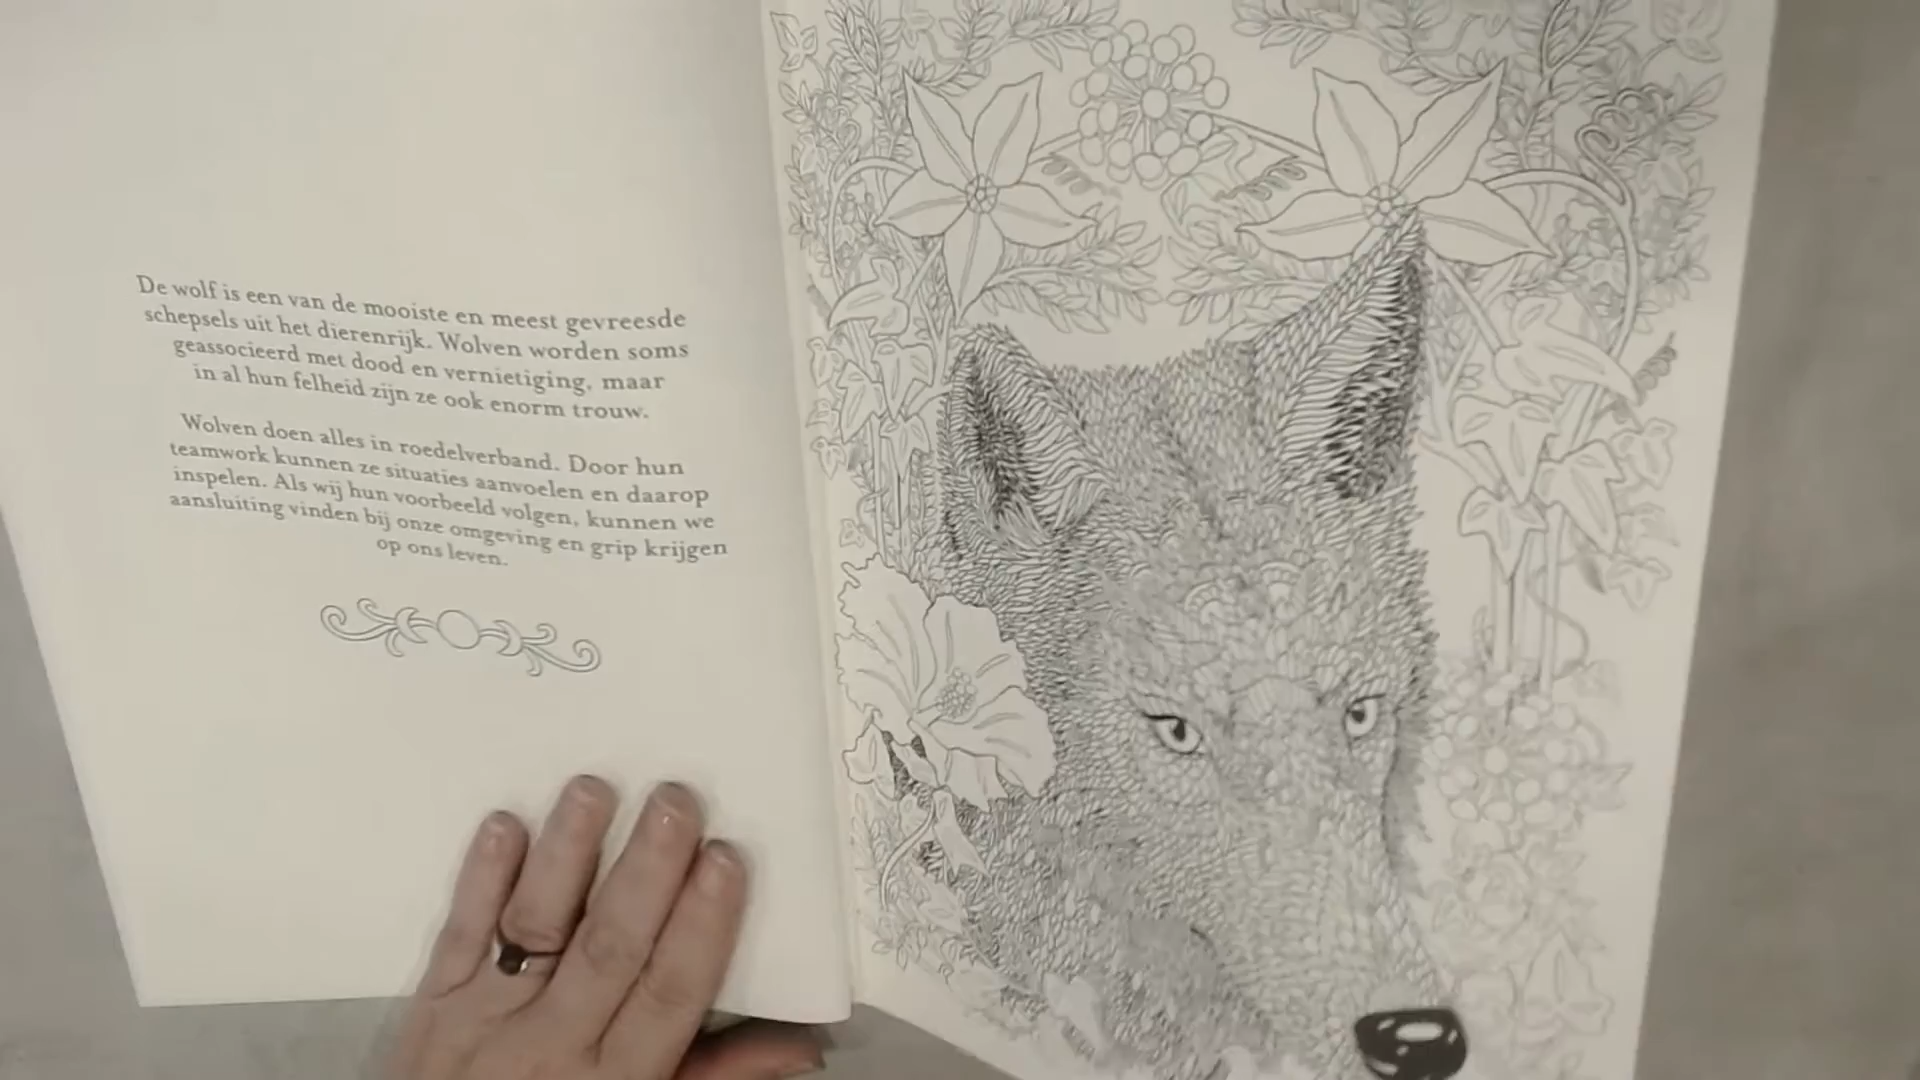 De wolf is een van de mooiste en meest gevreesde
schepsels uit het dierenrijk. Wolven worden soms
geassocieerd met dood en vernietiging, maar
in al hun felheid zijn ze ook enorm trouw.
Wolven doen alles in roedelverband. Door hun
teamwork kunnen ze situaties aanvoelen en daarop
inspelen. Als wij hun voorbeeld volgen, kunnen we
aansluiting vinden bij onze omgeving en grip krijgen
op ons leven.